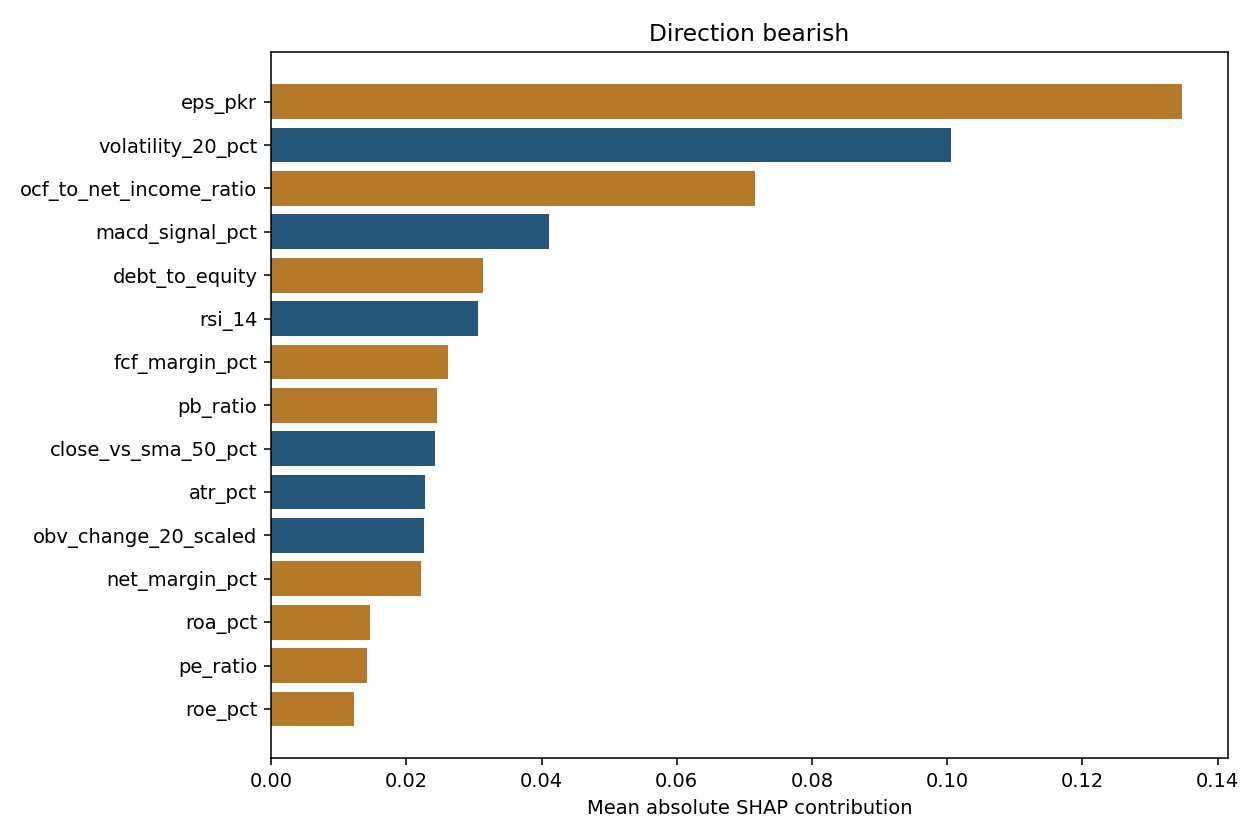 Direction bearish
eps_pkr
volatility_20_pct
ocf_to_net_income_ratio
macd_signal_pct
debt_to_equity
rsi_14
fcf_margin_pct
pb_ratio
close_vs_sma_50_pct
atr_pct
obv_change_20_scaled
net_margin_pct
roa_pct
pe_ratio
roe_pct
0.00 0.02 0.04 0.06 0.08 0.10 0.12 0.14
Mean absolute SHAP contribution